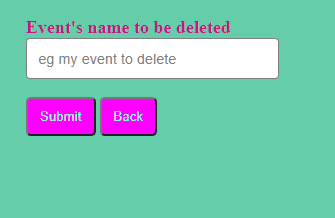 Event's name to be deleted
eg my event to delete
Submit Back